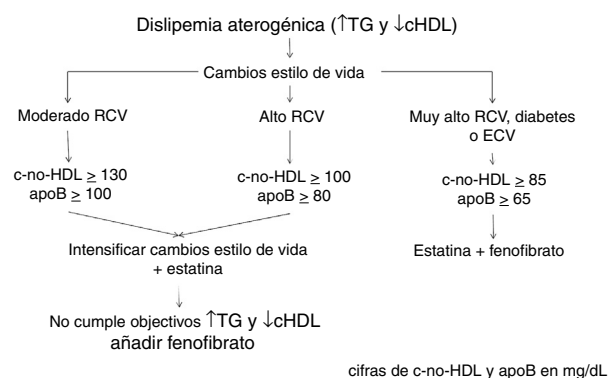 Dislipemia aterogénica (↑TG y ↓cHDL)
Cambios estilo de vida
Moderado RCV
Alto RCV
Muy alto RCV, diabetes
o ECV
c-no-HDL ≥ 130
apoB ≥ 100
c-no-HDL ≥ 100
apoB ≥ 80
c-no-HDL ≥ 85
apoB ≥ 65
Intensificar cambios estilo de vida
+ estatina
Estatina + fenofibrato
No cumple objectivos ↑TG y ↓cHDL
añadir fenofibrato
cifras de c-no-HDL y apoB en mg/dL